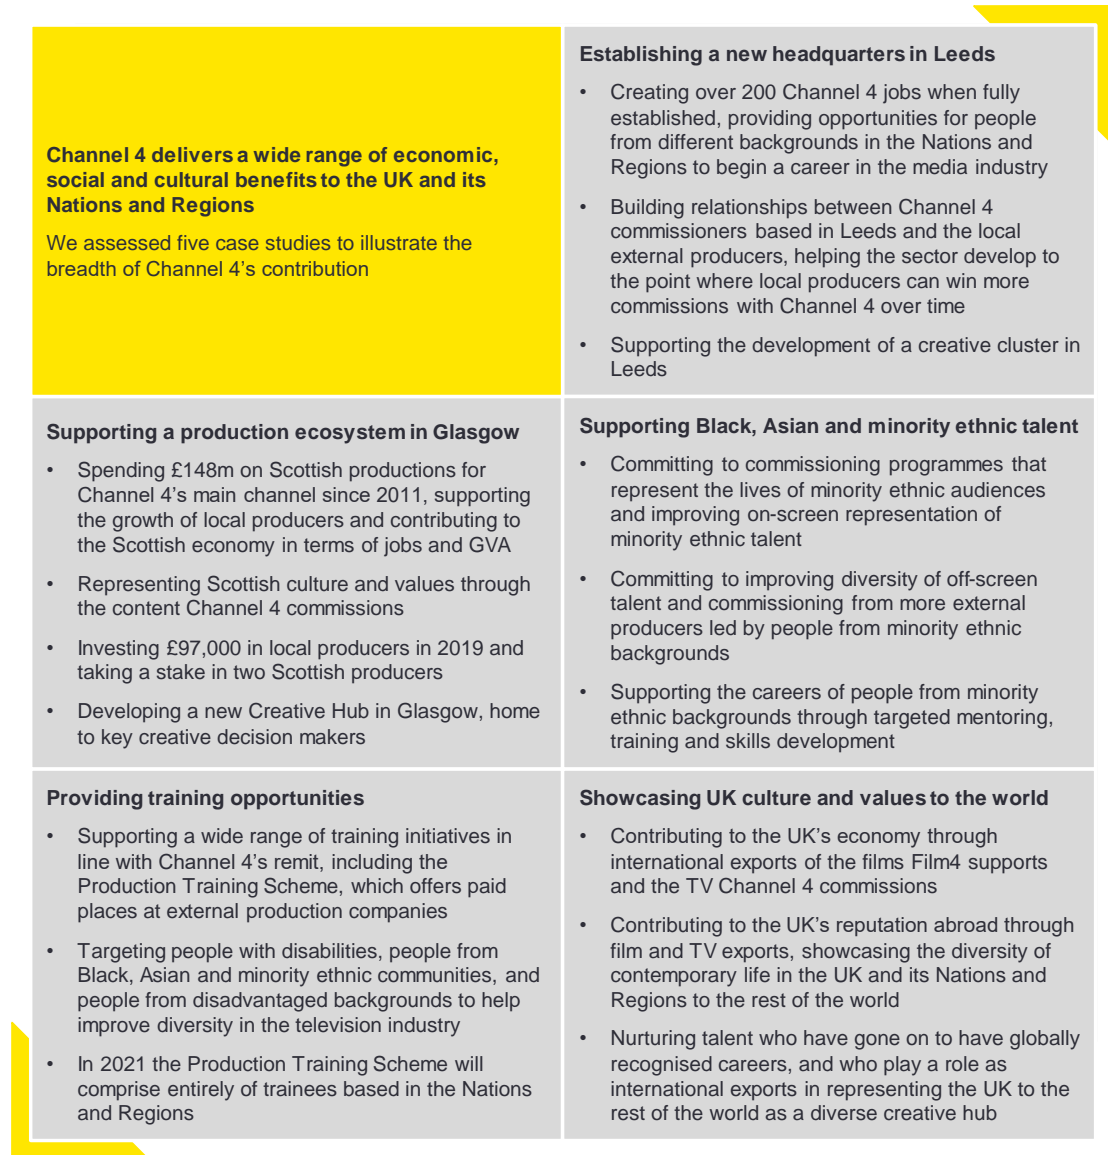 Channel 4 delivers a wide range of economic,
social and cultural benefits to the UK and its
Nations and Regions
We assessed five case studies to illustrate the
breadth of Channel 4's contribution
Establishing a new headquarters in Leeds
• Creating over 200 Channel 4 jobs when fully
established, providing opportunities for people
from different backgrounds in the Nations and
Regions to begin a career in the media industry
• Building relationships between Channel 4
commissioners based in Leeds and the local
external producers, helping the sector develop to
the point where local producers can win more
commissions with Channel 4 over time
• Supporting the development of a creative cluster in
Leeds
Supporting a production ecosystem in Glasgow
• Spending £148m on Scottish productions for
Channel 4's main channel since 2011, supporting
the growth of local producers and contributing to
the Scottish economy in terms of jobs and GVA
• Representing Scottish culture and values through
the content Channel 4 commissions
• Investing £97,000 in local producers in 2019 and
taking a stake in two Scottish producers
• Developing a new Creative Hub in Glasgow, home
to key creative decision makers
Supporting Black, Asian and minority ethnic talent
• Committing to commissioning programmes that
represent the lives of minority ethnic audiences
and improving on-screen representation of
minority ethnic talent
• Committing to improving diversity of off-screen
talent and commissioning from more external
producers led by people from minority ethnic
backgrounds
• Supporting the careers of people from minority
ethnic backgrounds through targeted mentoring,
training and skills development
Providing training opportunities
• Supporting a wide range of training initiatives in
line with Channel 4's remit, including the
Production Training Scheme, which offers paid
places at external production companies
• Targeting people with disabilities, people from
Black, Asian and minority ethnic communities, and
people from disadvantaged backgrounds to help
improve diversity in the television industry
• In 2021 the Production Training Scheme will
comprise entirely of trainees based in the Nations
and Regions
Showcasing UK culture and values to the world
• Contributing to the UK's economy through
international exports of the films Film4 supports
and the TV Channel 4 commissions
• Contributing to the UK's reputation abroad through
film and TV exports, showcasing the diversity of
contemporary life in the UK and its Nations and
Regions to the rest of the world
• Nurturing talent who have gone on to have globally
recognised careers, and who play a role as
international exports in representing the UK to the
rest of the world as a diverse creative hub